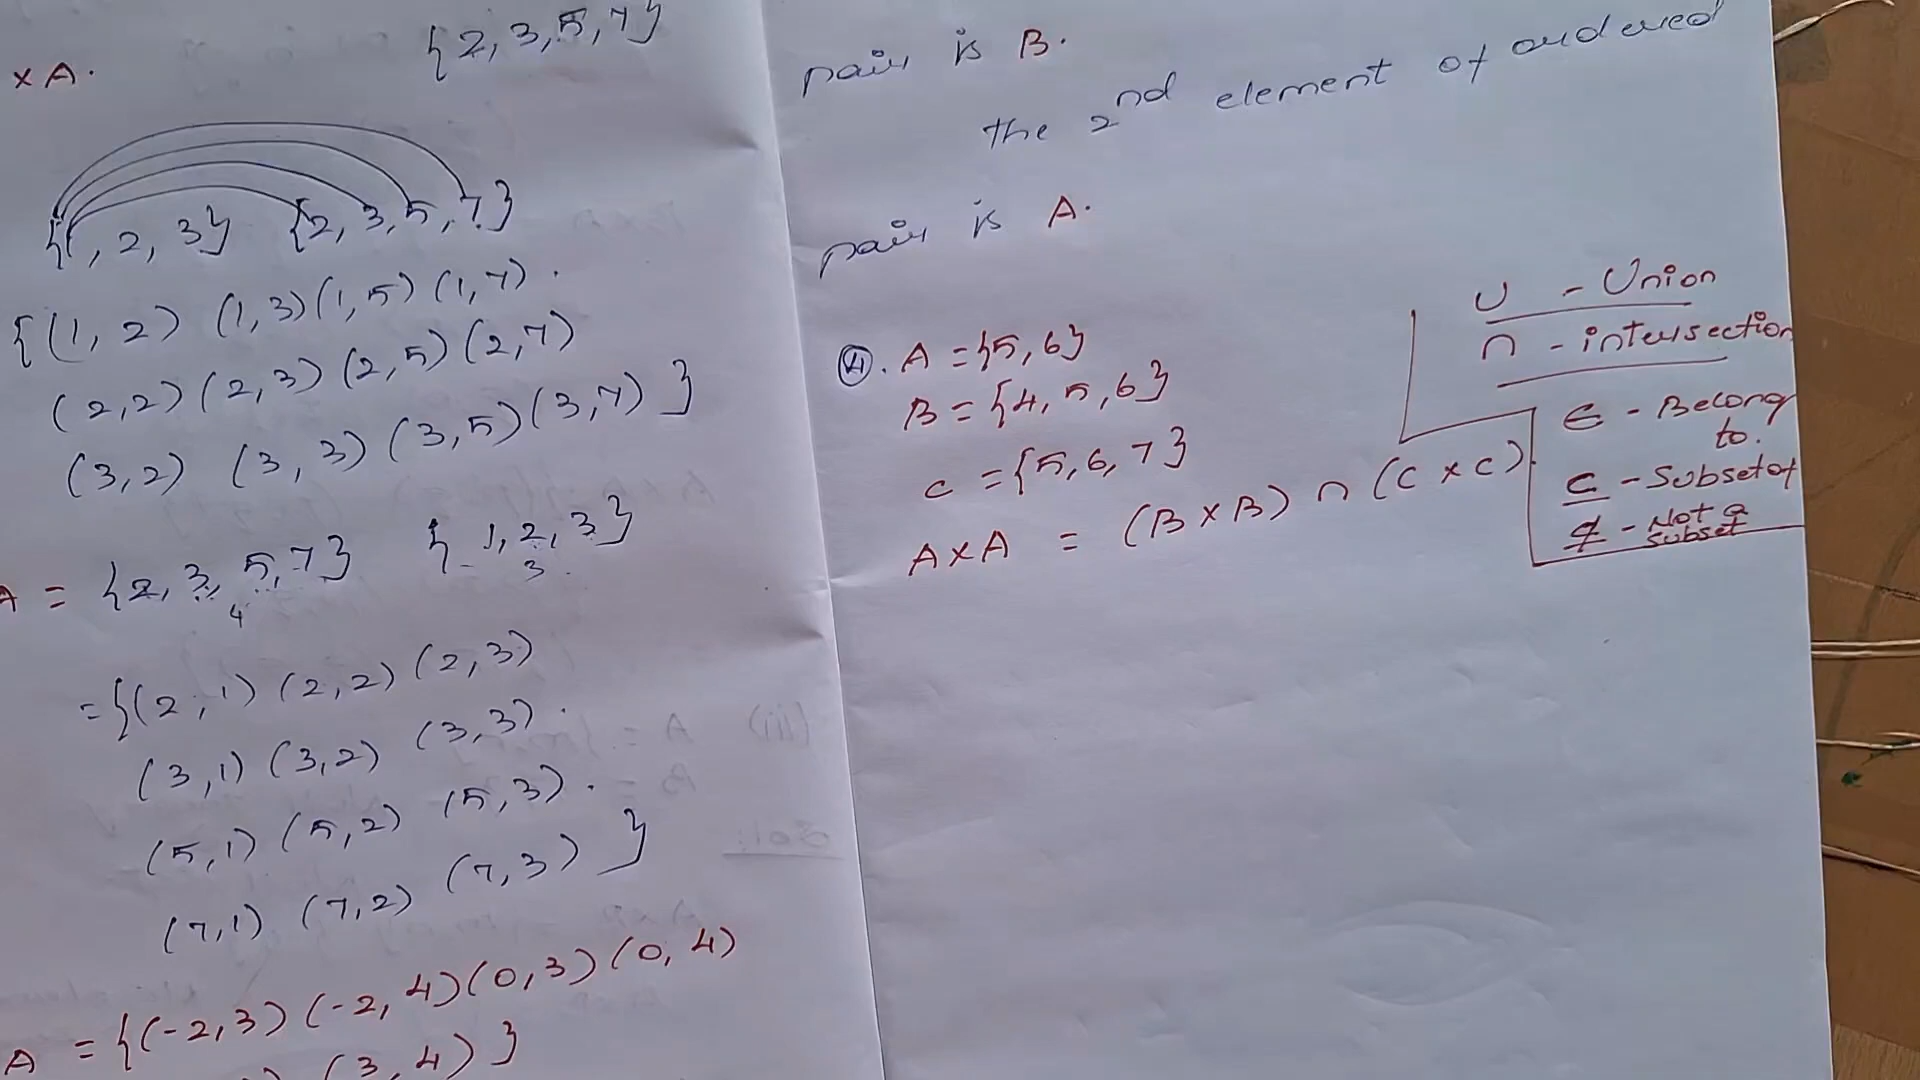 × A.
{2, 3, 5, 7}
{1, 2, 3} {2, 3, 5, 7}
{(1, 2) (1, 3) (1, 5) (1, 7) .
(2, 2) (2, 3) (2, 5) (2, 7)
(3, 2) (3, 3) (3, 5) (3, 7) }
A = {2, 3, 5, 7} { 1, 2, 3}
4 3
= {(2, 1) (2, 2) (2, 3)
(3, 1) (3, 2) (3, 3) .
(5, 1) (5, 2) (5, 3) .
(7, 1) (7, 2) (7, 3) }
A = {(-2, 3) (-2, 4) (0, 3) (0, 4)
(3, 4) }
pair is B.
the 2nd element of ordered
pair is A.
④. A = {5, 6}
B = {4, 5, 6}
C = {5, 6, 7}
A × A = (B × B) ∩ (C × C)
∪ - Union
∩ - intersection
∈ - Belong
to.
⊆ - Subset of
⊄ - Not a
subset